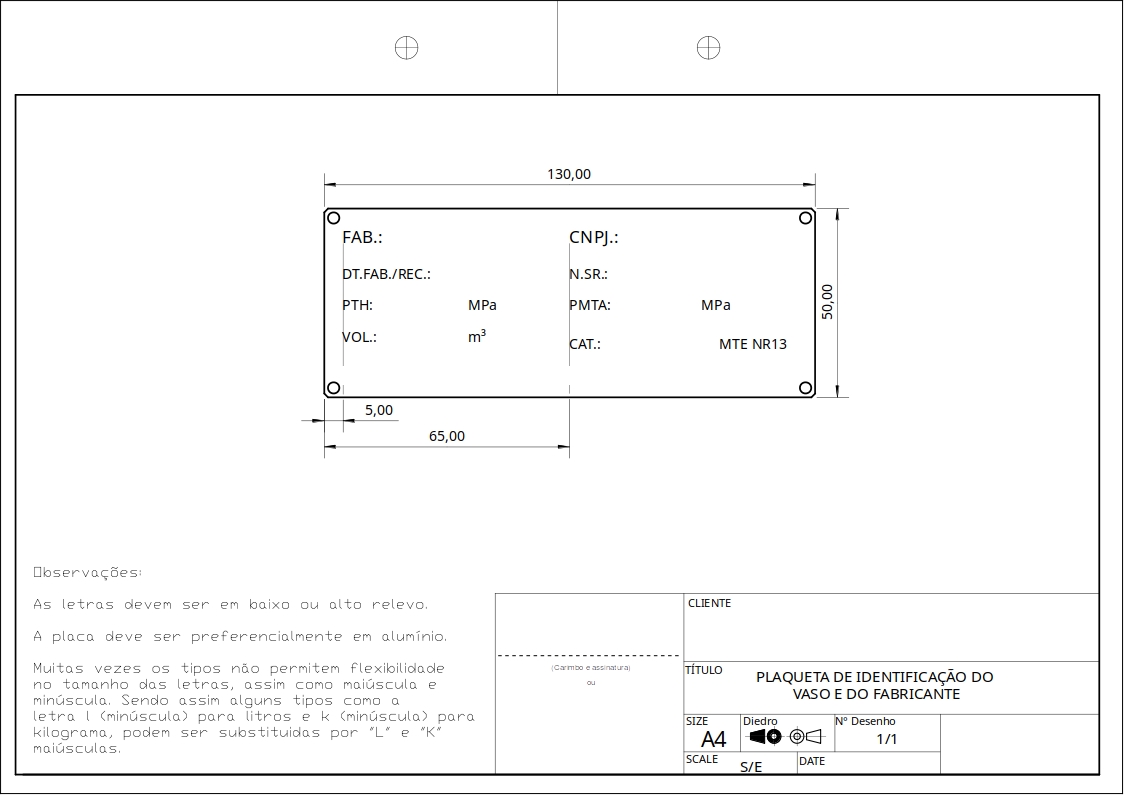 130,00
FAB.: CNPJ.:
DT.FAB./REC.: N.SR.:
PTH: MPa PMTA: MPa
50,00
VOL.: m³
CAT.: MTE NR13
5,00
65,00
Observações:
As letras devem ser em baixo ou alto relevo.
A placa deve ser preferencialmente em alumínio.
Muitas vezes os tipos não permitem flexibilidade
no tamanho das letras, assim como maiúscula e
minúscula. Sendo assim alguns tipos como a
letra l (minúscula) para litros e k (minúscula) para
kilograma, podem ser substituidas por "L" e "K"
maiúsculas.
(Carimbo e assinatura)
ou
CLIENTE
TÍTULO
PLAQUETA DE IDENTIFICAÇÃO DO
VASO E DO FABRICANTE
SIZE Diedro Nº Desenho
A4 1/1
SCALE S/E DATE